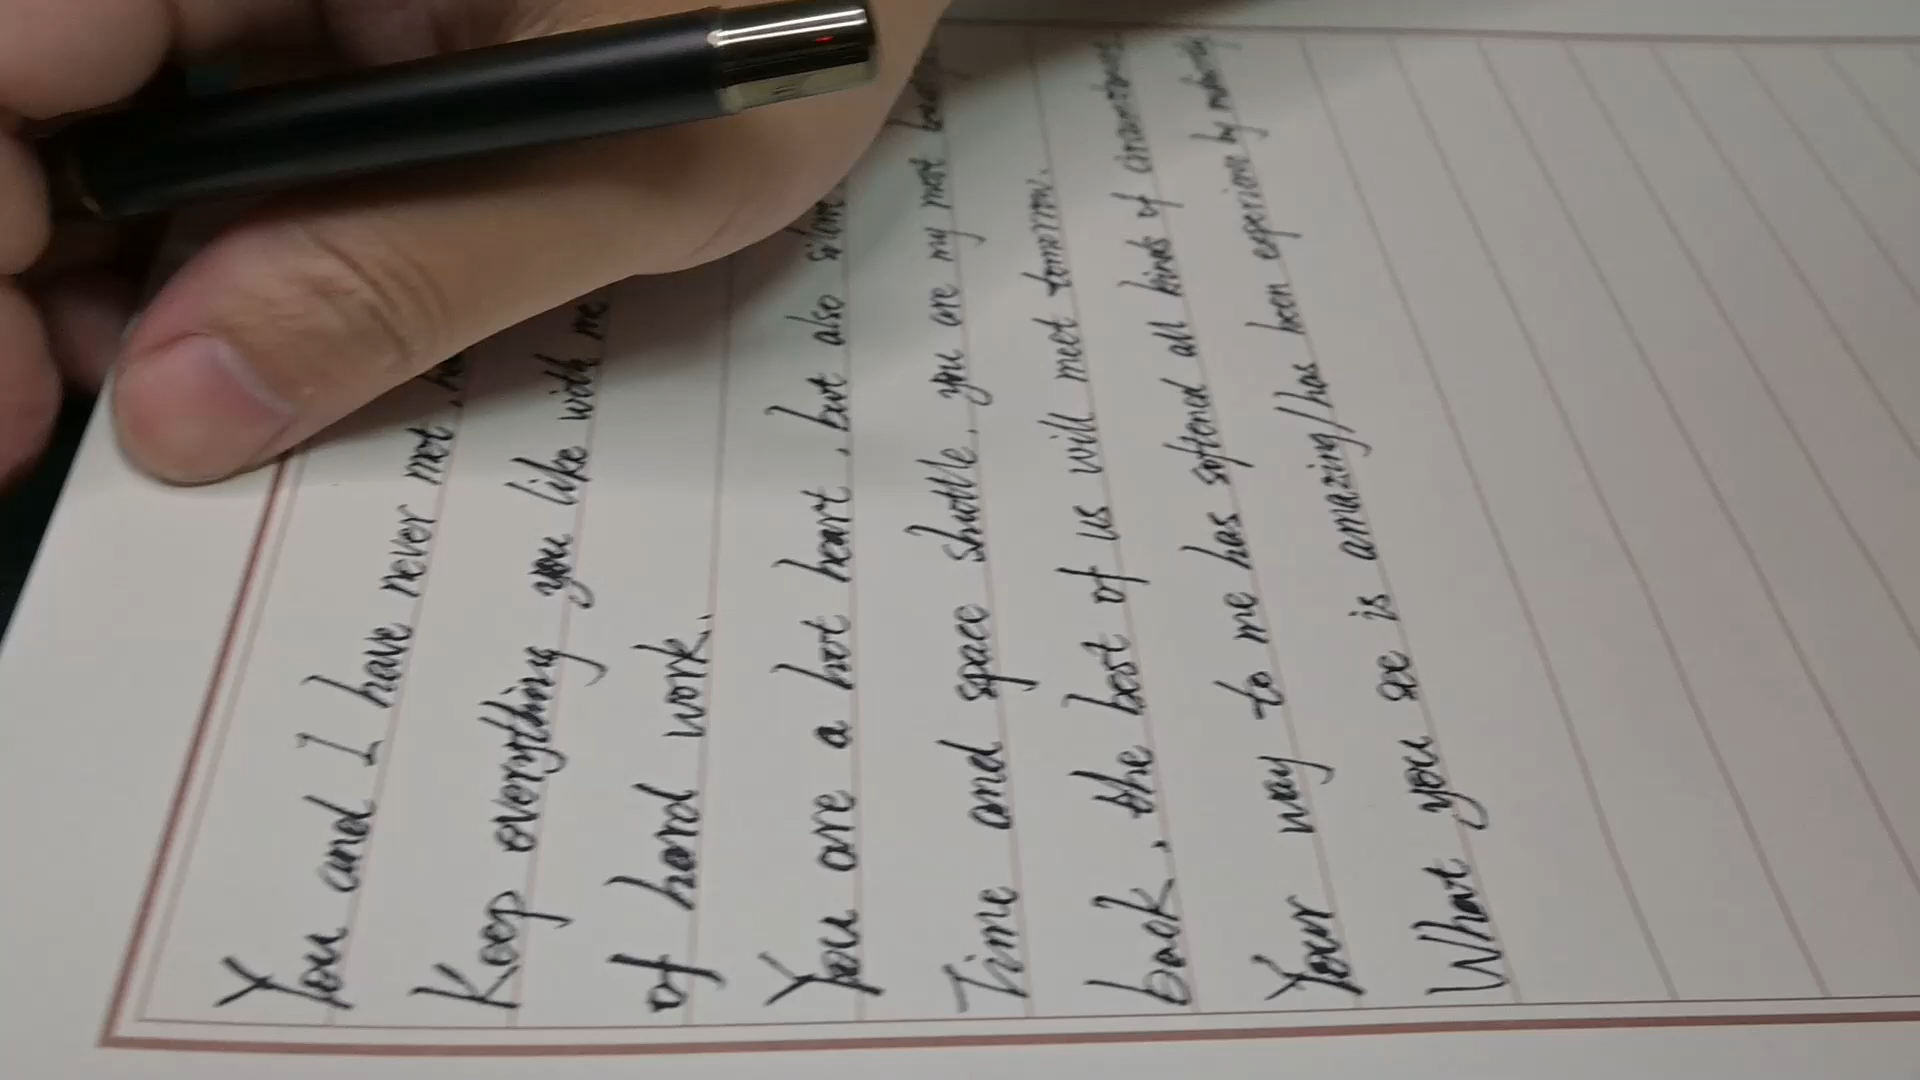 You and I have never met,
Keep everything you like with me
of hard work.
You are a hot heart, but also
Time and space shuttle, you are my most
back, the best of us will meet tomorrow.
Your way to me has softened all kinds of circumstances
What you see is amazing/has been experience by